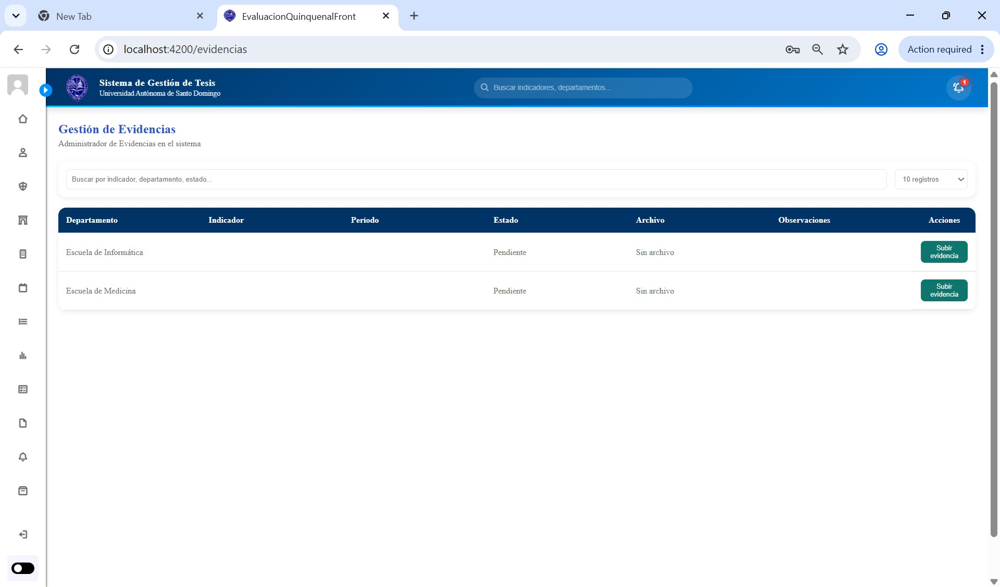 New Tab
EvaluacionQuinquenalFront
localhost:4200/evidencias
Action required
Sistema de Gestión de Tesis
Universidad Autónoma de Santo Domingo
Buscar indicadores, departamentos...
1
Gestión de Evidencias
Administrador de Evidencias en el sistema
Buscar por indicador, departamento, estado...
10 registros
Departamento Indicador Período Estado Archivo Observaciones Acciones
Escuela de Informática Pendiente Sin archivo Subir evidencia
Escuela de Medicina Pendiente Sin archivo Subir evidencia